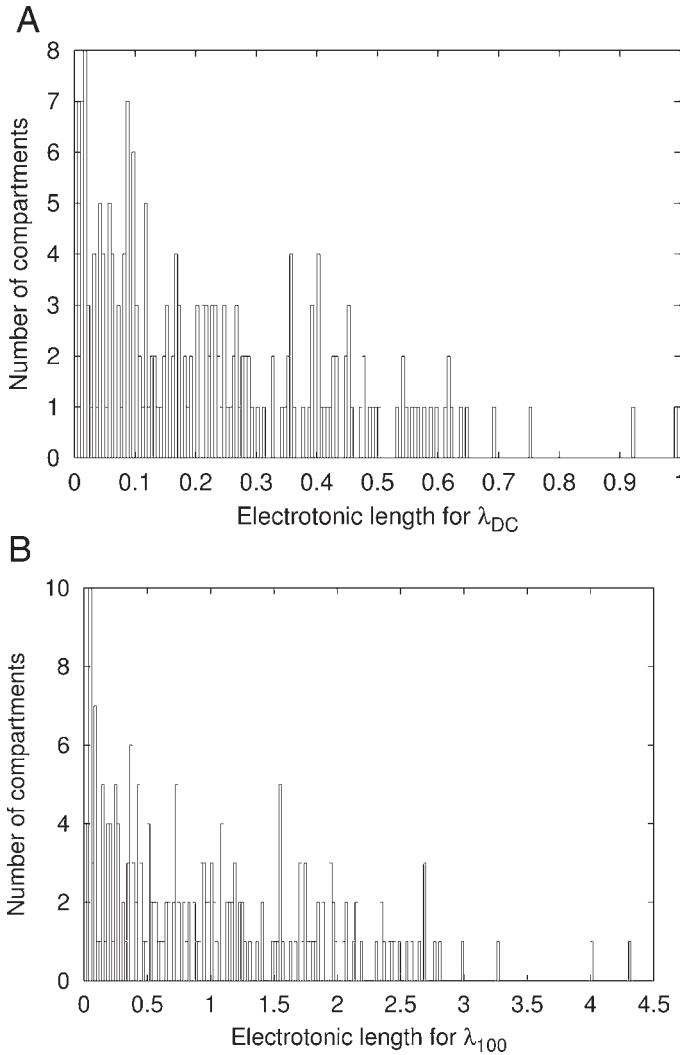 A
8
7
6
5
4
3
2
1
0
Number of compartments
0 0.1 0.2 0.3 0.4 0.5 0.6 0.7 0.8 0.9 1
Electrotonic length for λDC
B
10
8
6
4
2
0
Number of compartments
0 0.5 1 1.5 2 2.5 3 3.5 4 4.5
Electrotonic length for λ100